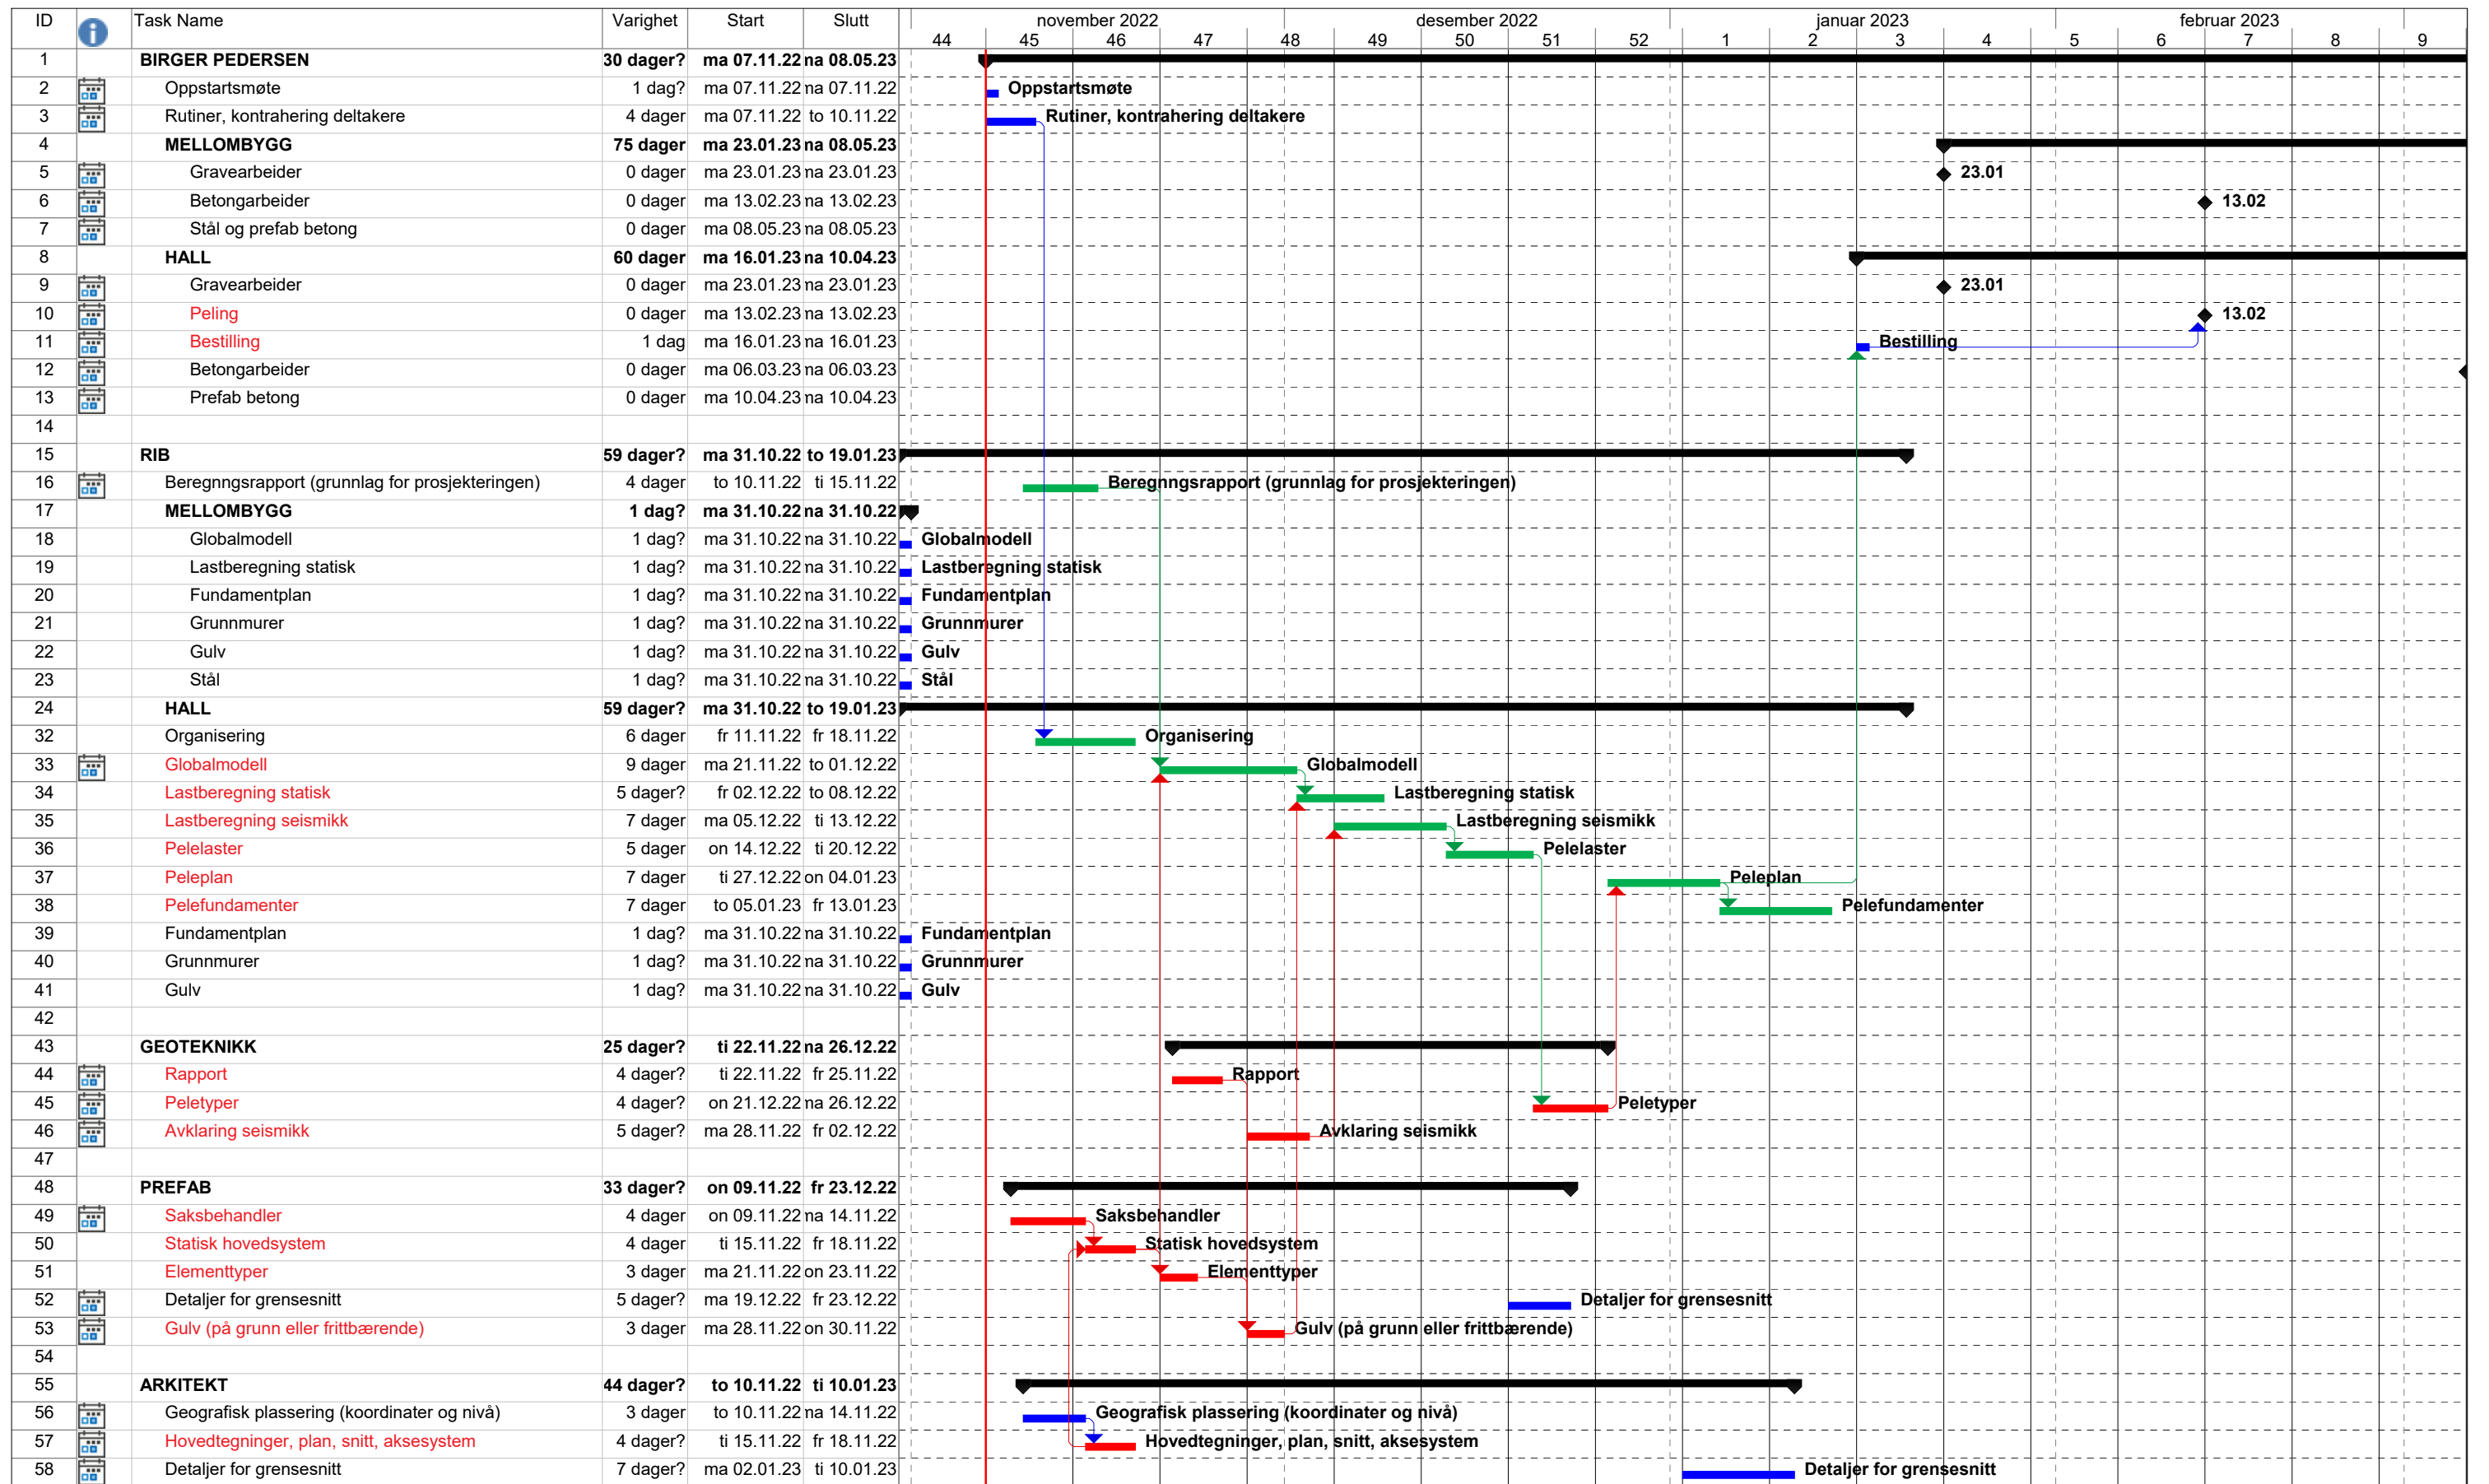 ID Task Name Varighet Start Slutt november 2022 desember 2022 januar 2023 februar 2023
44 45 46 47 48 49 50 51 52 1 2 3 4 5 6 7 8 9
1 BIRGER PEDERSEN 30 dager? ma 07.11.22 na 08.05.23
2 Oppstartsmøte 1 dag? ma 07.11.22 na 07.11.22 Oppstartsmøte
3 Rutiner, kontrahering deltakere 4 dager ma 07.11.22 to 10.11.22 Rutiner, kontrahering deltakere
4 MELLOMBYGG 75 dager ma 23.01.23 na 08.05.23
5 Gravearbeider 0 dager ma 23.01.23 na 23.01.23 23.01
6 Betongarbeider 0 dager ma 13.02.23 na 13.02.23 13.02
7 Stål og prefab betong 0 dager ma 08.05.23 na 08.05.23
8 HALL 60 dager ma 16.01.23 na 10.04.23
9 Gravearbeider 0 dager ma 23.01.23 na 23.01.23 23.01
10 Peling 0 dager ma 13.02.23 na 13.02.23 13.02
11 Bestilling 1 dag ma 16.01.23 na 16.01.23 Bestilling
12 Betongarbeider 0 dager ma 06.03.23 na 06.03.23
13 Prefab betong 0 dager ma 10.04.23 na 10.04.23
14
15 RIB 59 dager? ma 31.10.22 to 19.01.23
16 Beregnngsrapport (grunnlag for prosjekteringen) 4 dager to 10.11.22 ti 15.11.22 Beregnngsrapport (grunnlag for prosjekteringen)
17 MELLOMBYGG 1 dag? ma 31.10.22 na 31.10.22
18 Globalmodell 1 dag? ma 31.10.22 na 31.10.22 Globalmodell
19 Lastberegning statisk 1 dag? ma 31.10.22 na 31.10.22 Lastberegning statisk
20 Fundamentplan 1 dag? ma 31.10.22 na 31.10.22 Fundamentplan
21 Grunnmurer 1 dag? ma 31.10.22 na 31.10.22 Grunnmurer
22 Gulv 1 dag? ma 31.10.22 na 31.10.22 Gulv
23 Stål 1 dag? ma 31.10.22 na 31.10.22 Stål
24 HALL 59 dager? ma 31.10.22 to 19.01.23
32 Organisering 6 dager fr 11.11.22 fr 18.11.22 Organisering
33 Globalmodell 9 dager ma 21.11.22 to 01.12.22 Globalmodell
34 Lastberegning statisk 5 dager? fr 02.12.22 to 08.12.22 Lastberegning statisk
35 Lastberegning seismikk 7 dager ma 05.12.22 ti 13.12.22 Lastberegning seismikk
36 Pelelaster 5 dager on 14.12.22 ti 20.12.22 Pelelaster
37 Peleplan 7 dager ti 27.12.22 on 04.01.23 Peleplan
38 Pelefundamenter 7 dager to 05.01.23 fr 13.01.23 Pelefundamenter
39 Fundamentplan 1 dag? ma 31.10.22 na 31.10.22 Fundamentplan
40 Grunnmurer 1 dag? ma 31.10.22 na 31.10.22 Grunnmurer
41 Gulv 1 dag? ma 31.10.22 na 31.10.22 Gulv
42
43 GEOTEKNIKK 25 dager? ti 22.11.22 na 26.12.22
44 Rapport 4 dager? ti 22.11.22 fr 25.11.22 Rapport
45 Peletyper 4 dager? on 21.12.22 na 26.12.22 Peletyper
46 Avklaring seismikk 5 dager? ma 28.11.22 fr 02.12.22 Avklaring seismikk
47
48 PREFAB 33 dager? on 09.11.22 fr 23.12.22
49 Saksbehandler 4 dager on 09.11.22 na 14.11.22 Saksbehandler
50 Statisk hovedsystem 4 dager ti 15.11.22 fr 18.11.22 Statisk hovedsystem
51 Elementtyper 3 dager ma 21.11.22 on 23.11.22 Elementtyper
52 Detaljer for grensesnitt 5 dager? ma 19.12.22 fr 23.12.22 Detaljer for grensesnitt
53 Gulv (på grunn eller frittbærende) 3 dager ma 28.11.22 on 30.11.22 Gulv (på grunn eller frittbærende)
54
55 ARKITEKT 44 dager? to 10.11.22 ti 10.01.23
56 Geografisk plassering (koordinater og nivå) 3 dager to 10.11.22 na 14.11.22 Geografisk plassering (koordinater og nivå)
57 Hovedtegninger, plan, snitt, aksesystem 4 dager? ti 15.11.22 fr 18.11.22 Hovedtegninger, plan, snitt, aksesystem
58 Detaljer for grensesnitt 7 dager? ma 02.01.23 ti 10.01.23 Detaljer for grensesnitt